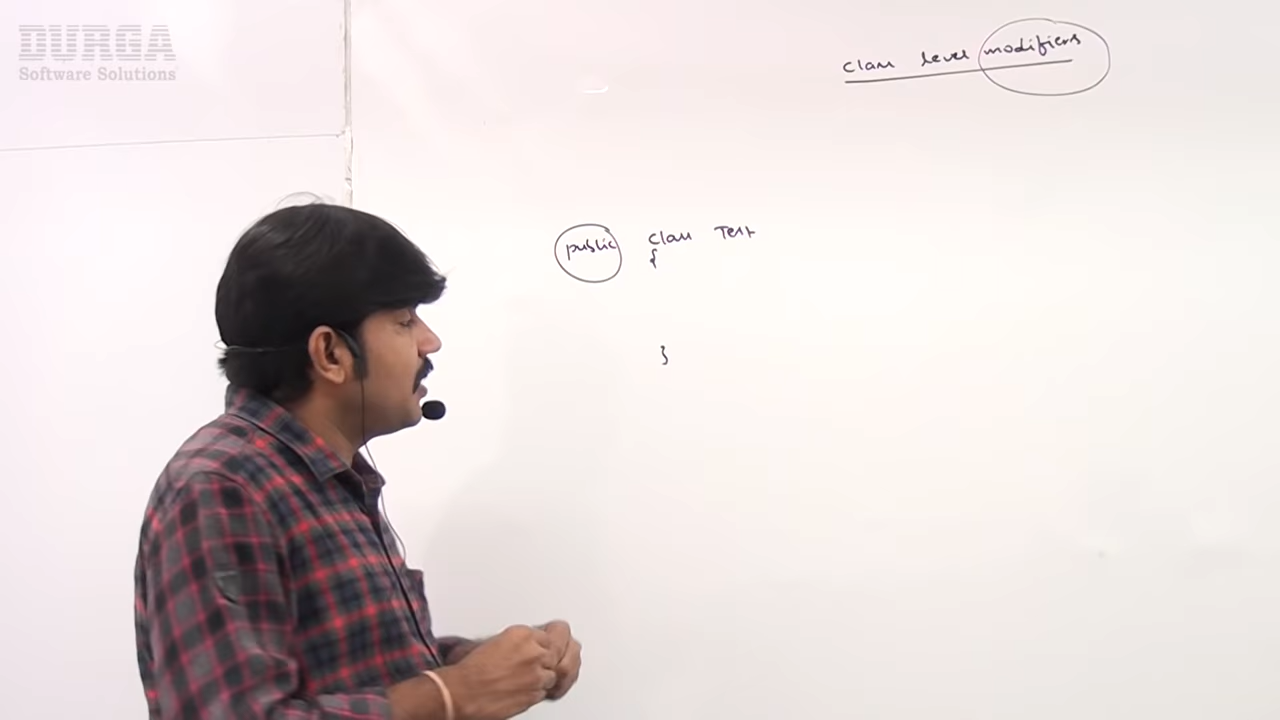 DURGA
Software Solutions
class level modifiers
public class Test
{
}